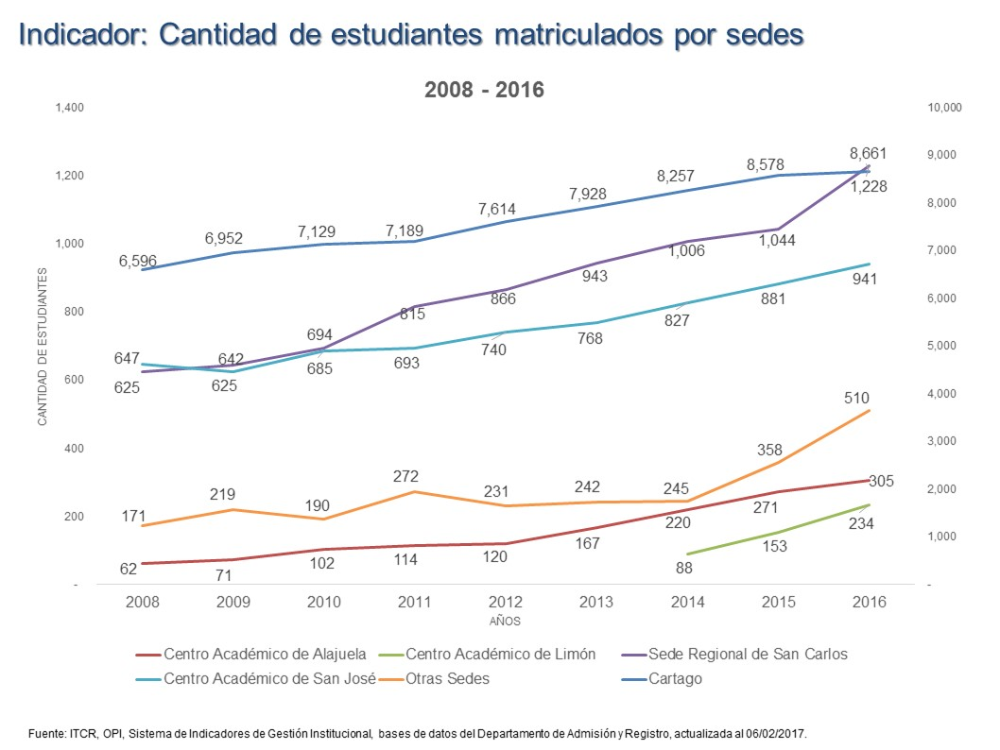 Indicador: Cantidad de estudiantes matriculados por sedes
2008 - 2016
1,400
1,200
1,000
800
600
400
200
-
CANTIDAD DE ESTUDIANTES
10,000
9,000
8,000
7,000
6,000
5,000
4,000
3,000
2,000
1,000
-
6,596 6,952 7,129 7,189 7,614 7,928 8,257 8,578 8,661
625 642 694 815 866 943 1,006 1,044 1,228
647 625 685 693 740 768 827 881 941
171 219 190 272 231 242 245 358 510
62 71 102 114 120 167 220 271 305
88 153 234
2008 2009 2010 2011 2012 2013 2014 2015 2016
AÑOS
Centro Académico de Alajuela Centro Académico de Limón Sede Regional de San Carlos
Centro Académico de San José Otras Sedes Cartago
Fuente: ITCR, OPI, Sistema de Indicadores de Gestión Institucional, bases de datos del Departamento de Admisión y Registro, actualizada al 06/02/2017.